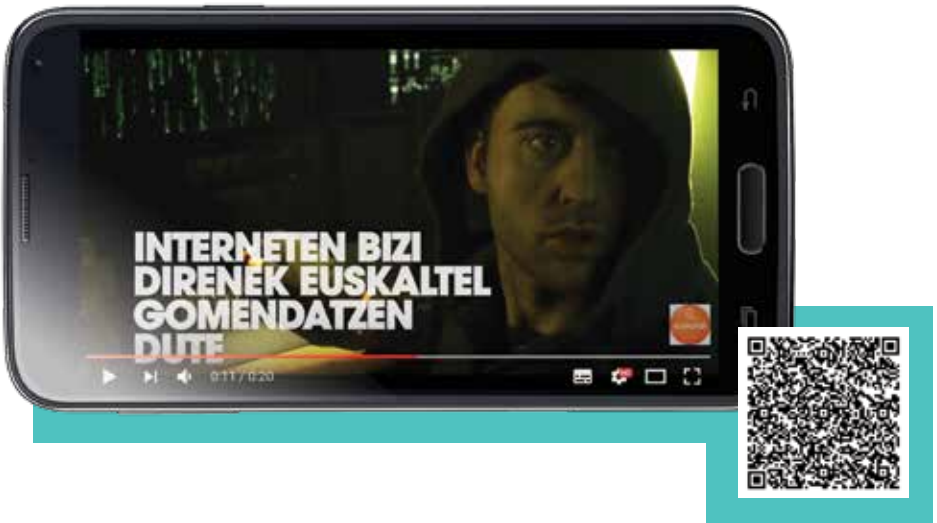 INTERNETEN BIZI
DIRENEK EUSKALTEL
GOMENDATZEN
DUTE
0:11 / 0:20